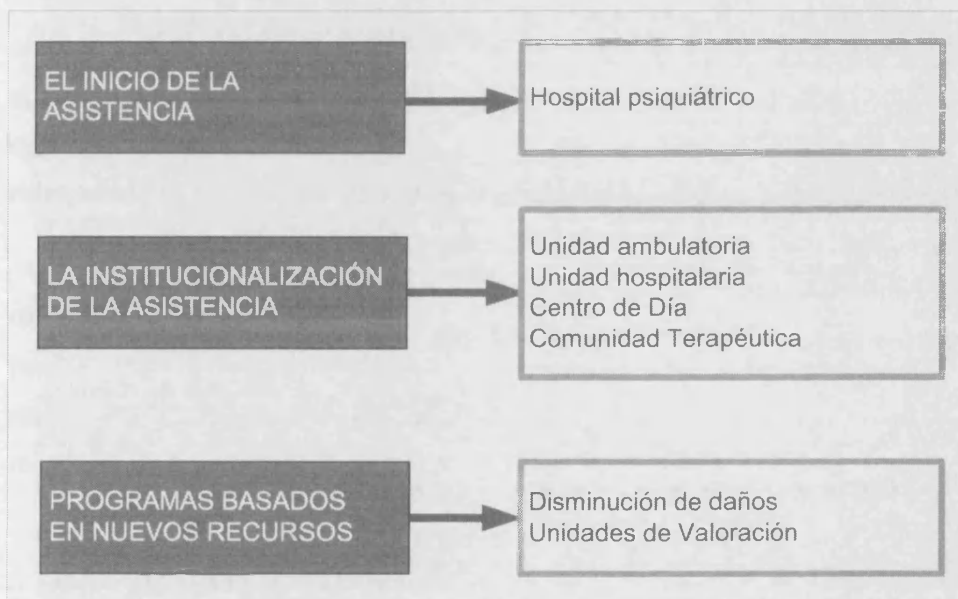 EL INICIO DE LA
ASISTENCIA
Hospital psiquiátrico
LA INSTITUCIONALIZACIÓN
DE LA ASISTENCIA
Unidad ambulatoria
Unidad hospitalaria
Centro de Día
Comunidad Terapéutica
PROGRAMAS BASADOS
EN NUEVOS RECURSOS
Disminución de daños
Unidades de Valoración